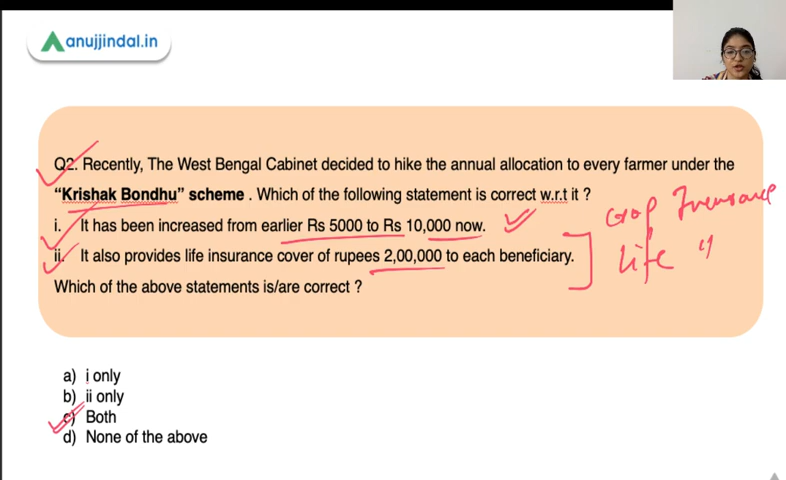 anujjindal.in
Q2. Recently, The West Bengal Cabinet decided to hike the annual allocation to every farmer under the
“Krishak Bondhu” scheme . Which of the following statement is correct w.r.t it ?
i. It has been increased from earlier Rs 5000 to Rs 10,000 now.
ii. It also provides life insurance cover of rupees 2,00,000 to each beneficiary.
Which of the above statements is/are correct ?
Crop Insurance
Life "
a) i only
b) ii only
c) Both
d) None of the above